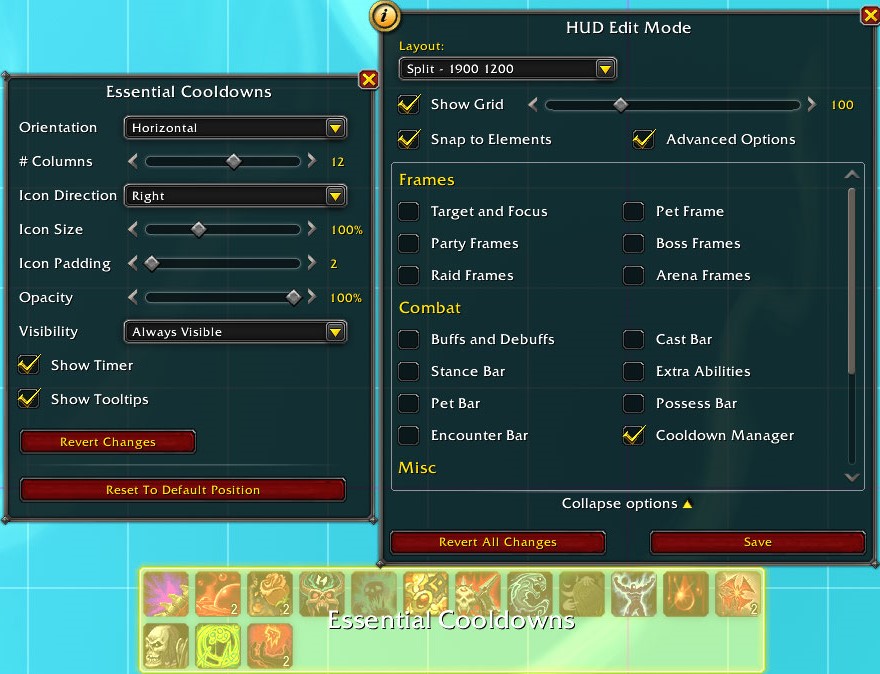 Essential Cooldowns
Orientation Horizontal
# Columns 12
Icon Direction Right
Icon Size 100%
Icon Padding 2
Opacity 100%
Visibility Always Visible
Show Timer
Show Tooltips
Revert Changes
Reset To Default Position
i
HUD Edit Mode
Layout:
Split - 1900 1200
Show Grid 100
Snap to Elements Advanced Options
Frames
Target and Focus Pet Frame
Party Frames Boss Frames
Raid Frames Arena Frames
Combat
Buffs and Debuffs Cast Bar
Stance Bar Extra Abilities
Pet Bar Possess Bar
Encounter Bar Cooldown Manager
Misc
Collapse options
Revert All Changes Save
2 2 2
Essential Cooldowns
2